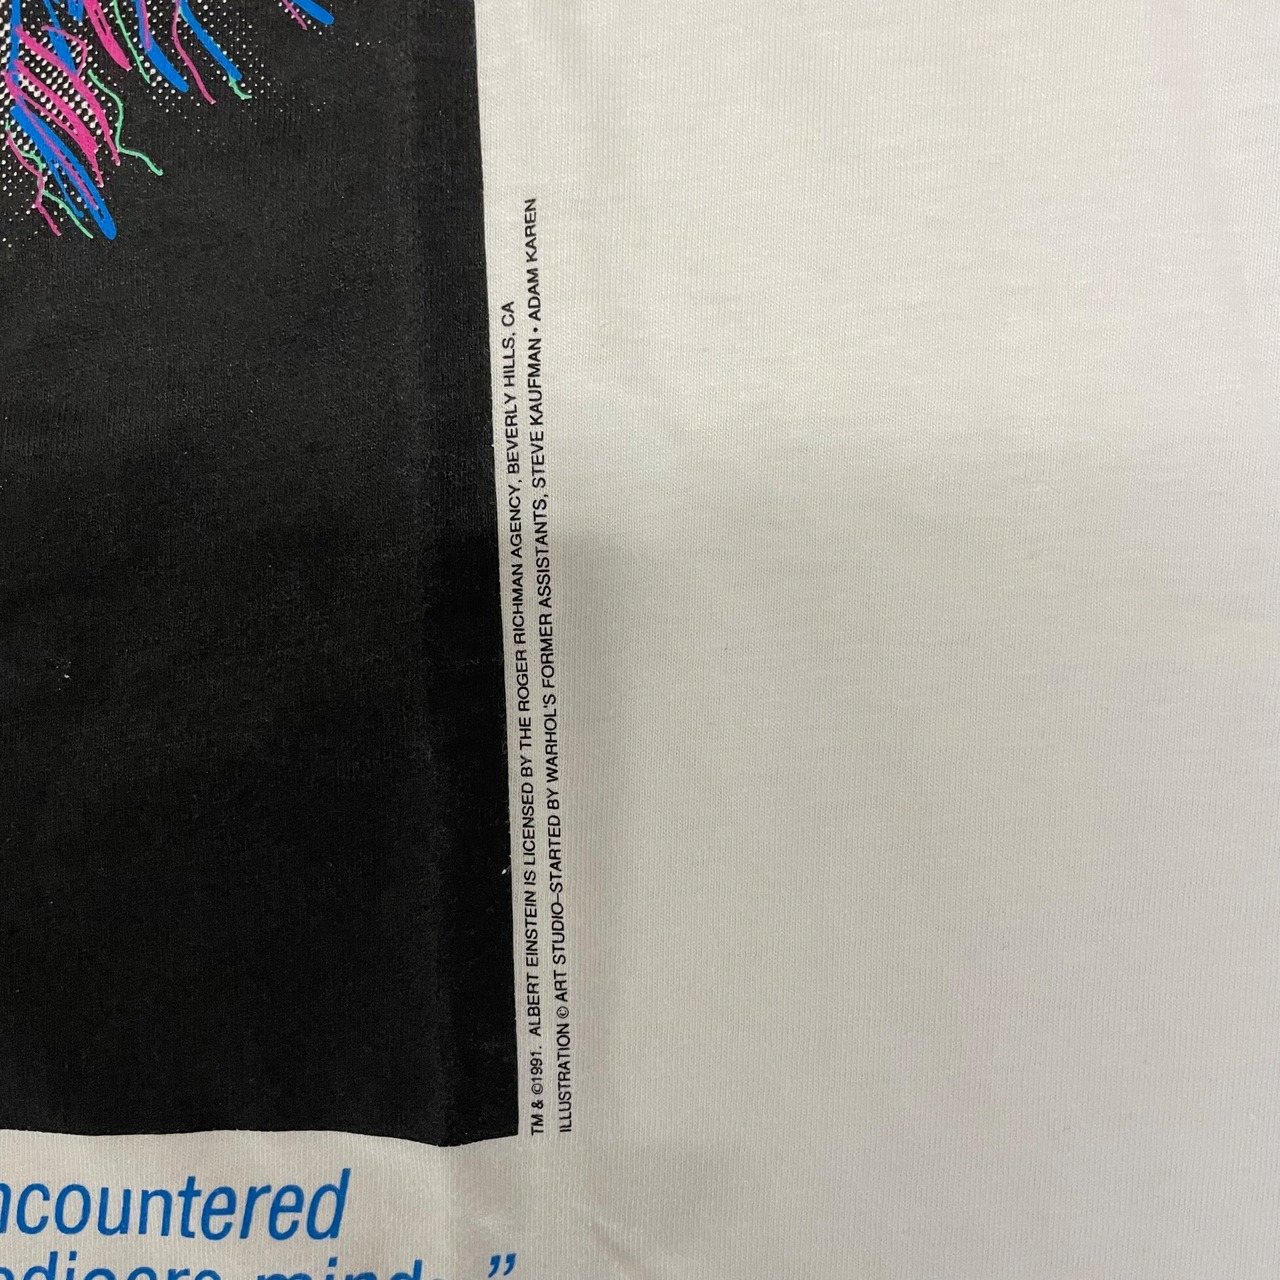 TM & ©1991. ALBERT EINSTEIN IS LICENSED BY THE ROGER RICHMAN AGENCY, BEVERLY HILLS, CA
ILLUSTRATION © ART STUDIO–STARTED BY WARHOL'S FORMER ASSISTANTS, STEVE KAUFMAN • ADAM KAREN
ncountered